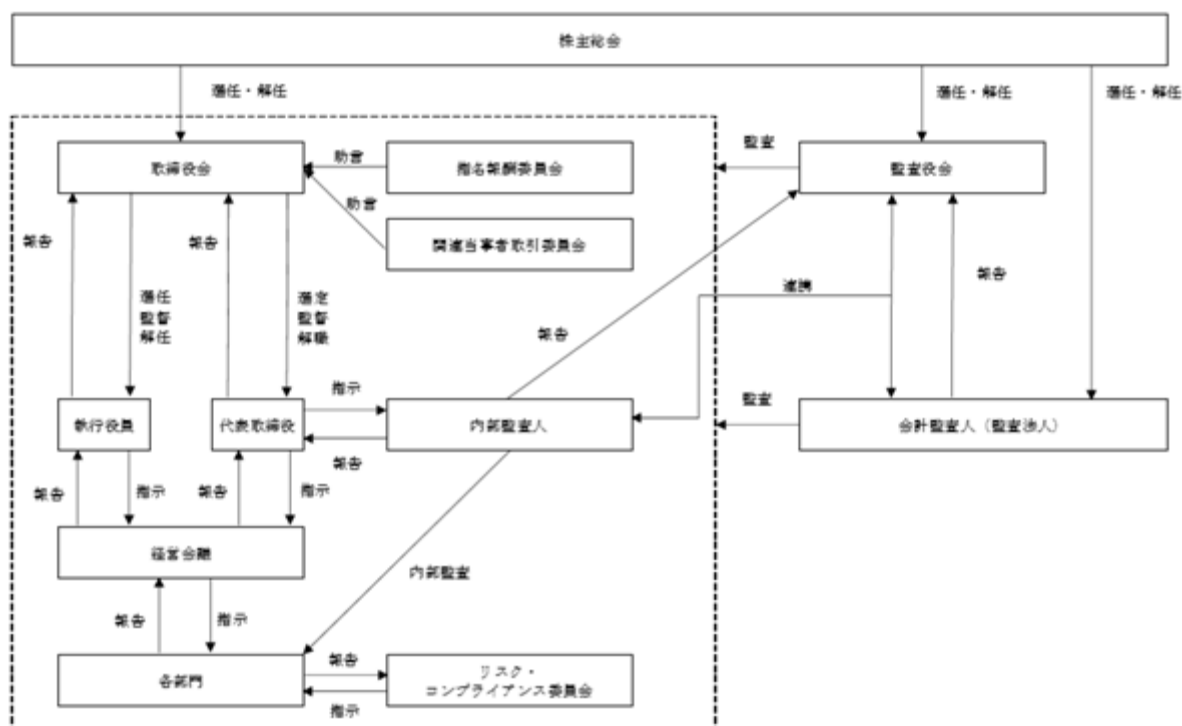 株主総会
選任・解任
選任・解任
選任・解任
取締役会
助言
指名報酬委員会
監査
監査役会
助言
関連当事者取引委員会
報告
報告
報告
連携
選任
監督
解任
選定
監督
解職
報告
指示
監査
執行役員
代表取締役
内部監査人
会計監査人（監査法人）
報告
報告
指示
報告
指示
経営会議
内部監査
報告
指示
各部門
報告
指示
リスク・
コンプライアンス委員会